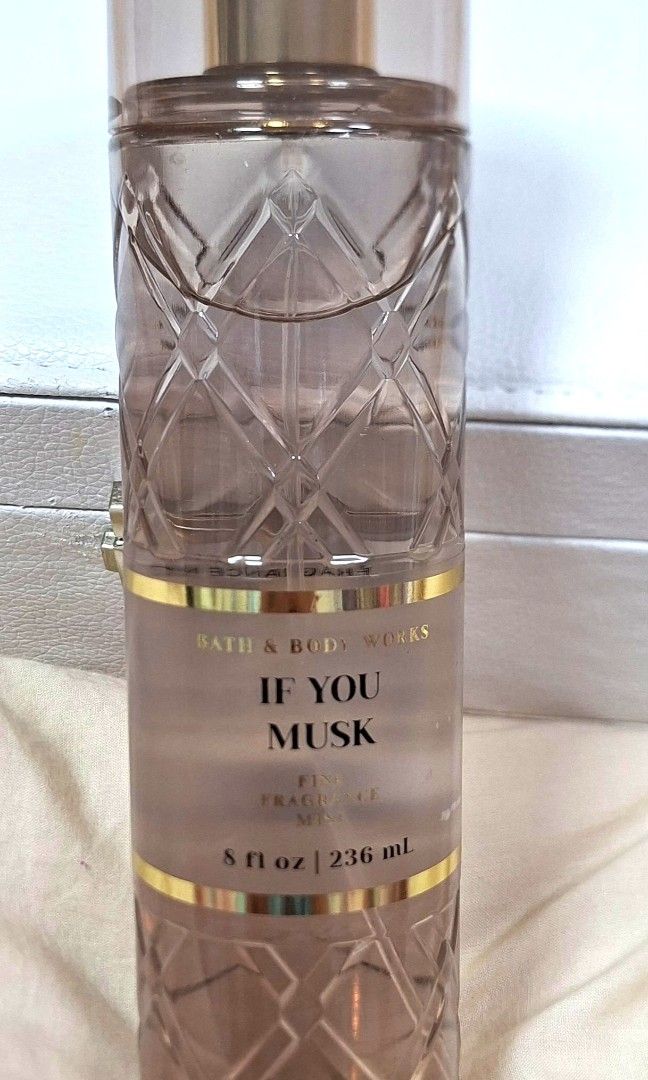 BATH & BODY WORKS
IF YOU
MUSK
FINE
FRAGRANCE
MIST
8 fl oz | 236 mL